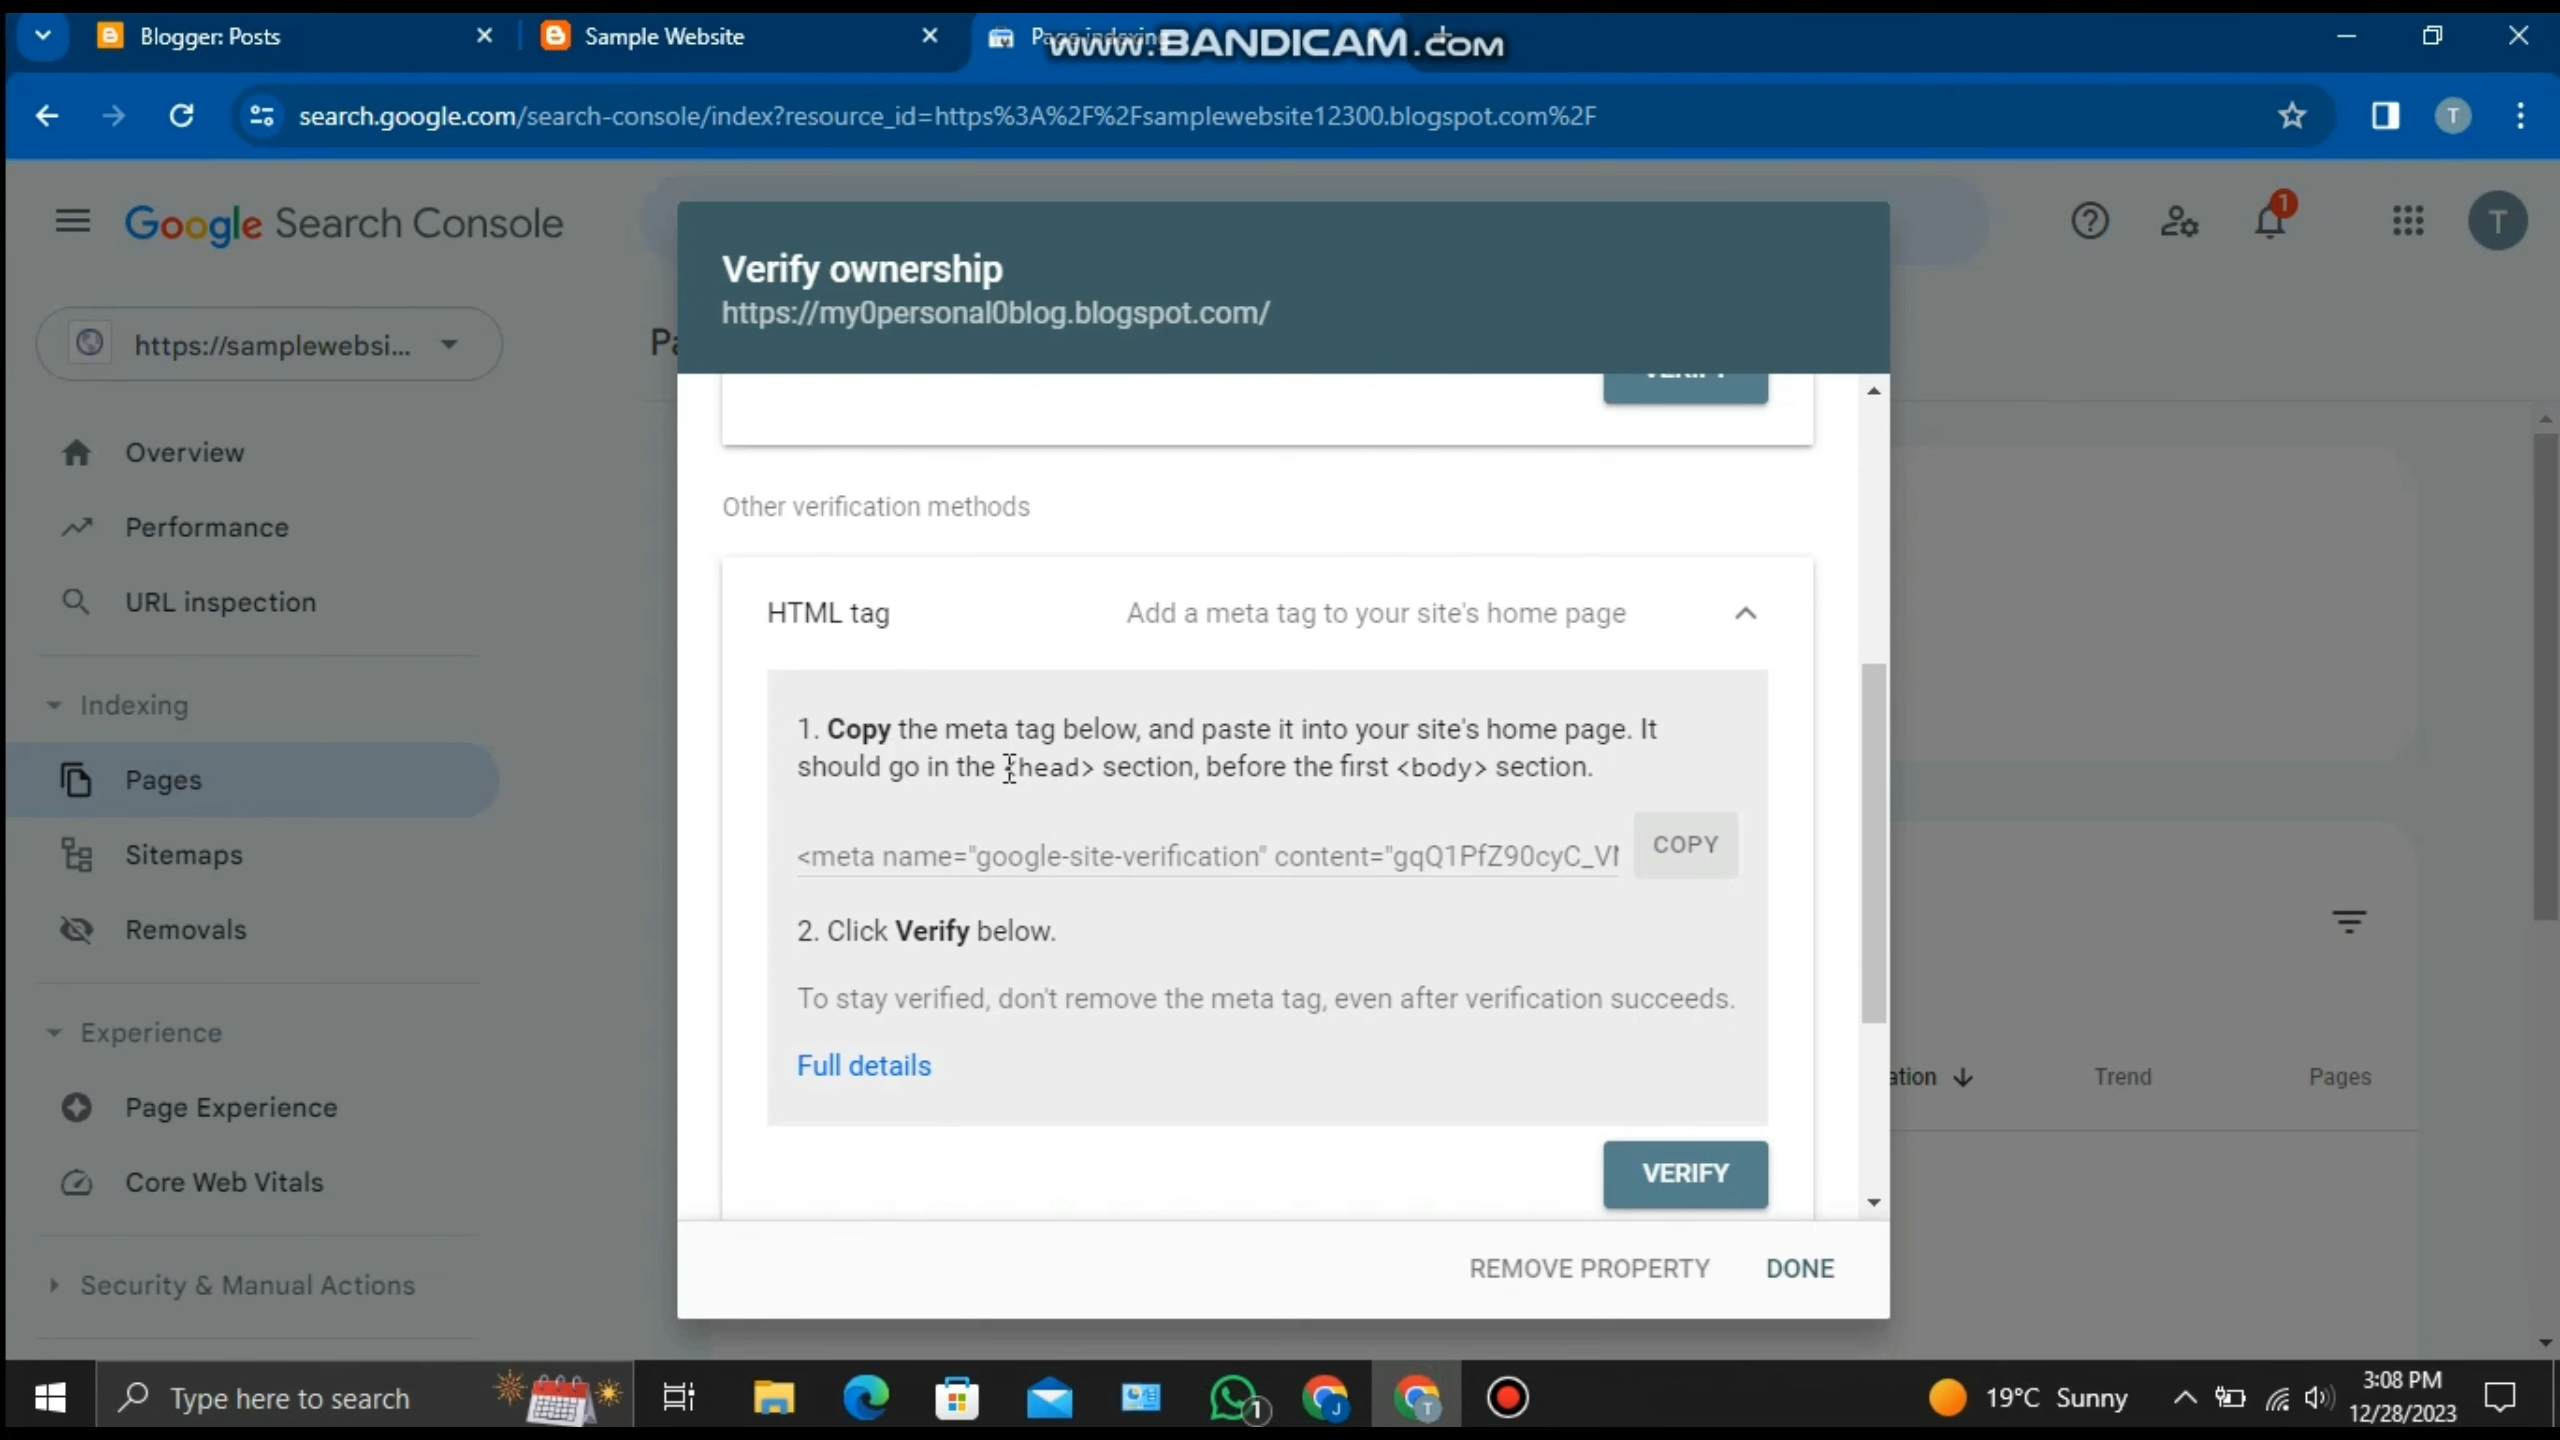 Blogger: Posts
Sample Website
www.BANDICAM.com
search.google.com/search-console/index?resource_id=https%3A%2F%2Fsamplewebsite12300.blogspot.com%2F
T
Google Search Console
1
T
https://samplewebsi...
Overview
Performance
URL inspection
Indexing
Pages
Sitemaps
Removals
Experience
Page Experience
Core Web Vitals
Security & Manual Actions
Verify ownership
https://my0personal0blog.blogspot.com/
VERIFY
Other verification methods
HTML tag
Add a meta tag to your site's home page
1. Copy the meta tag below, and paste it into your site's home page. It
should go in the <head> section, before the first <body> section.
<meta name="google-site-verification" content="gqQ1PfZ90cyC_V
COPY
2. Click Verify below.
To stay verified, don't remove the meta tag, even after verification succeeds.
Full details
VERIFY
REMOVE PROPERTY
DONE
Trend
Pages
Type here to search
1
J
T
19°C Sunny
3:08 PM
12/28/2023